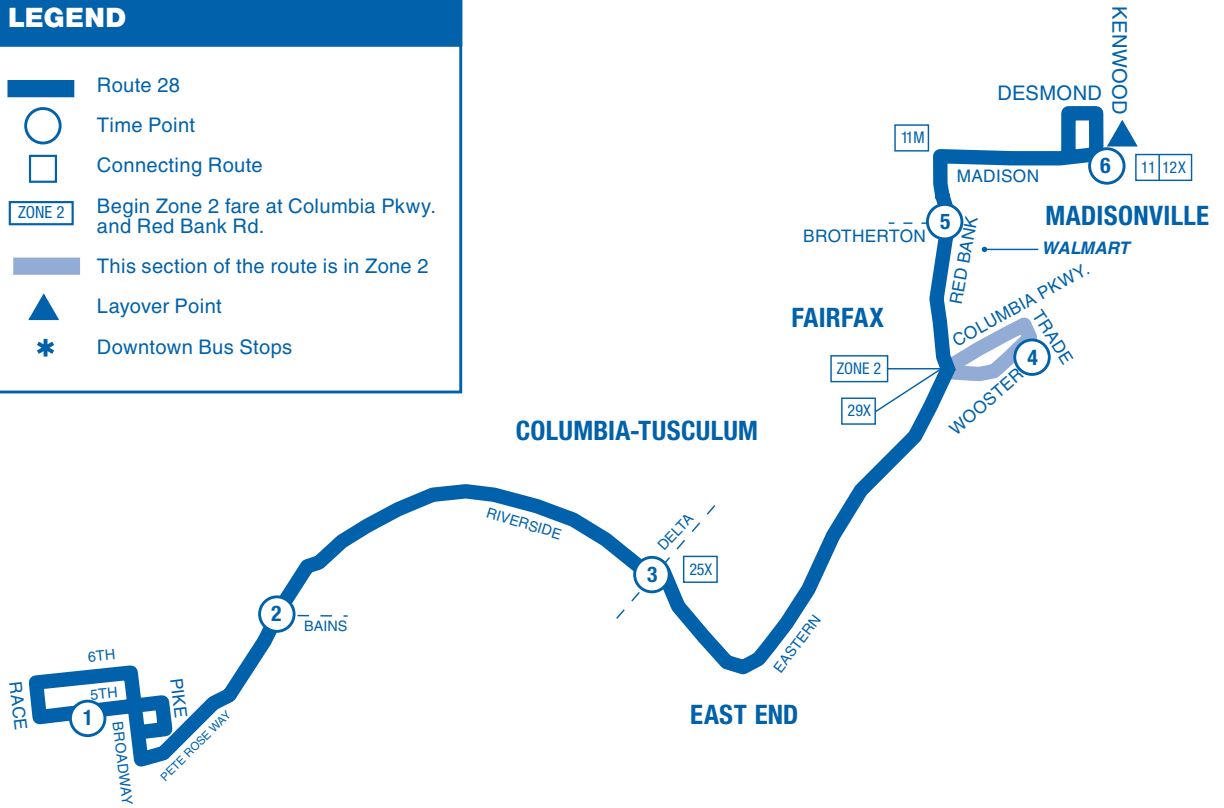 LEGEND
Route 28
Time Point
Connecting Route
ZONE 2
Begin Zone 2 fare at Columbia Pkwy.
and Red Bank Rd.
This section of the route is in Zone 2
Layover Point
Downtown Bus Stops
KENWOOD
DESMOND
11M
MADISON
6
11 12X
MADISONVILLE
BROTHERTON
5
RED BANK
WALMART
COLUMBIA PKWY.
TRADE
FAIRFAX
4
ZONE 2
WOOSTER
29X
COLUMBIA-TUSCULUM
RIVERSIDE
DELTA
3
25X
2
BAINS
EASTERN
6TH
RACE
5TH
PIKE
1
BROADWAY
PETE ROSE WAY
EAST END